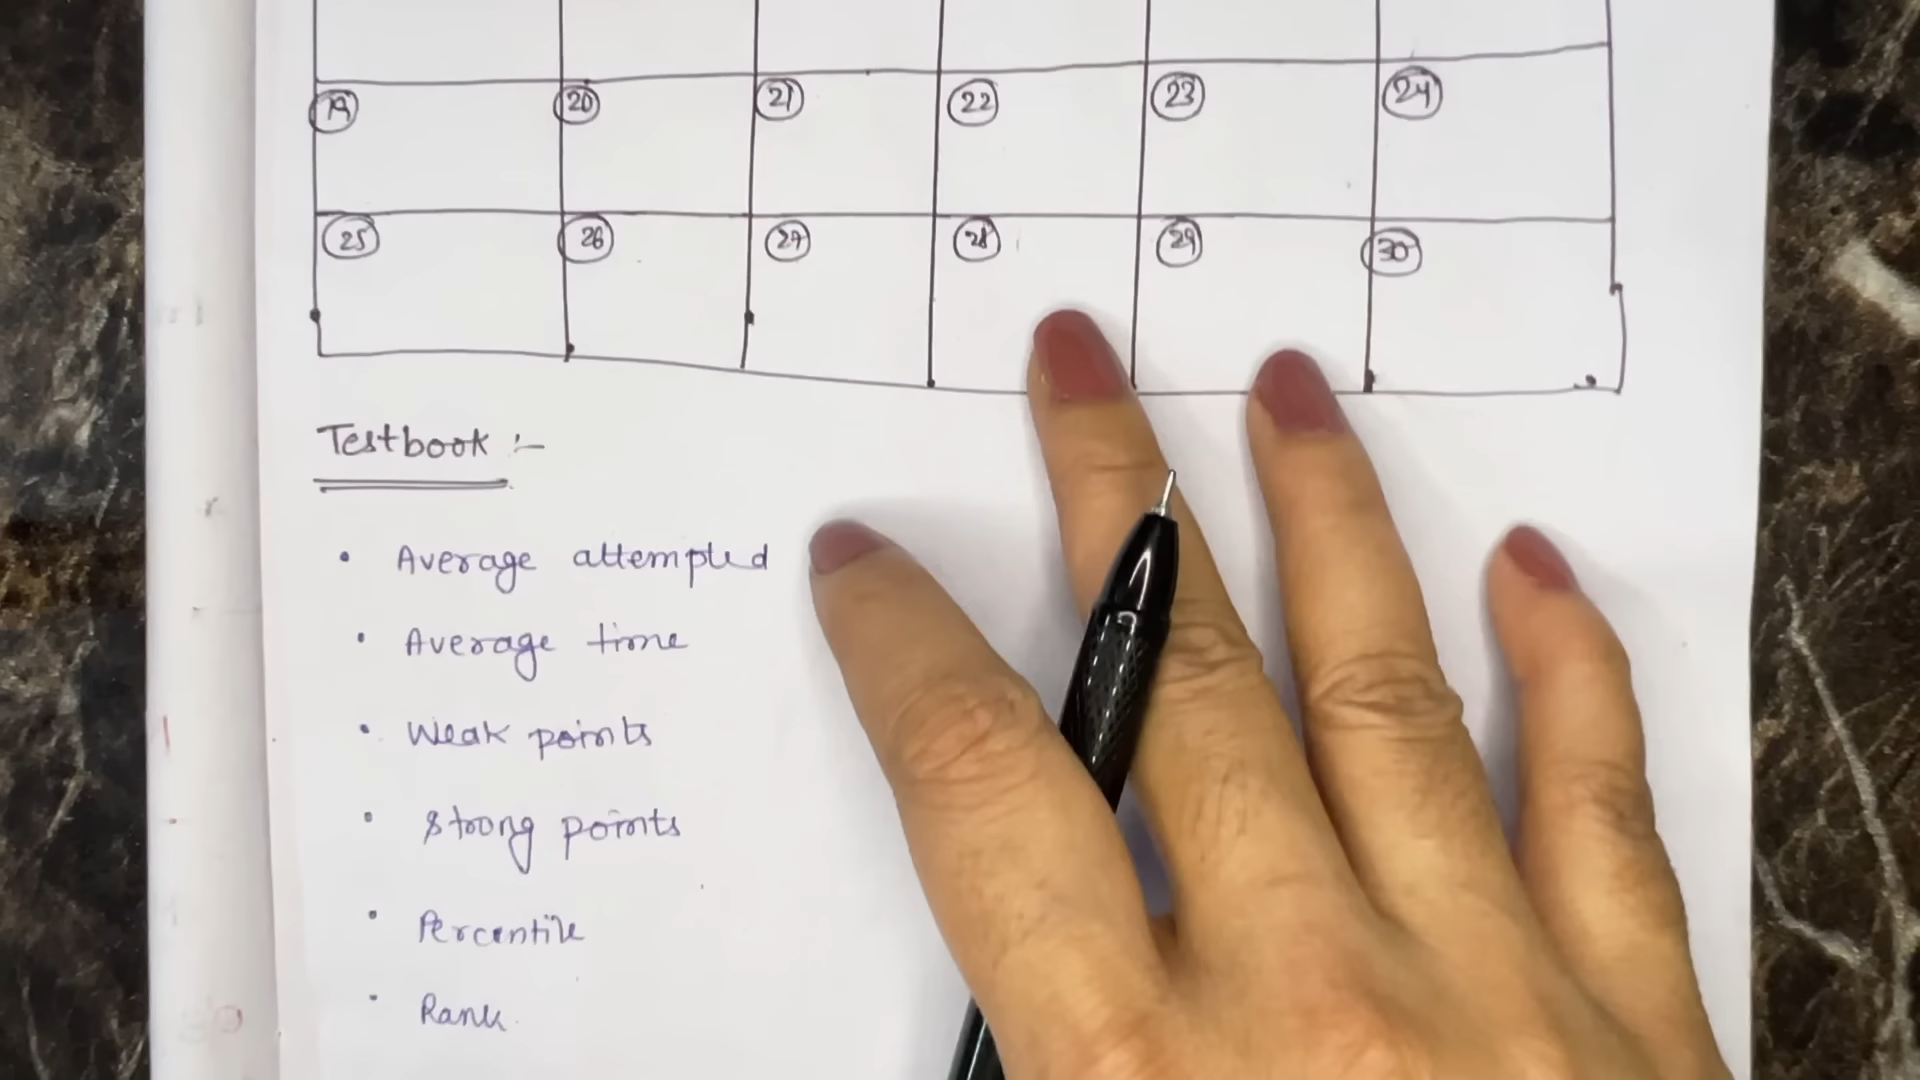 19 20 21 22 23 24
25 26 27 28 29 30
Testbook :-
• Average attempted
• Average time
• Weak points
• Strong points
• Percentile
• Rank.